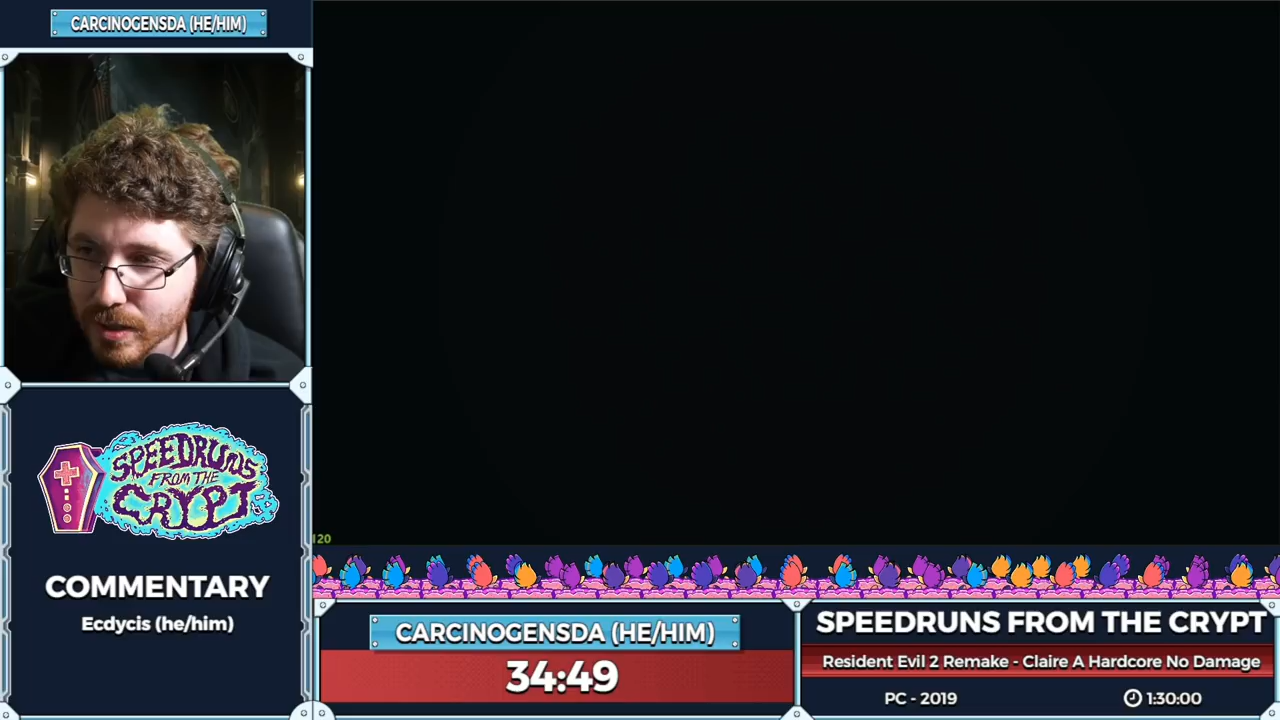 CARCINOGENSDA (HE/HIM)
SPEEDRUNS
FROM THE
CRYPT
COMMENTARY
Ecdycis (he/him)
120
CARCINOGENSDA (HE/HIM)
34:49
SPEEDRUNS FROM THE CRYPT
Resident Evil 2 Remake - Claire A Hardcore No Damage
PC - 2019
1:30:00